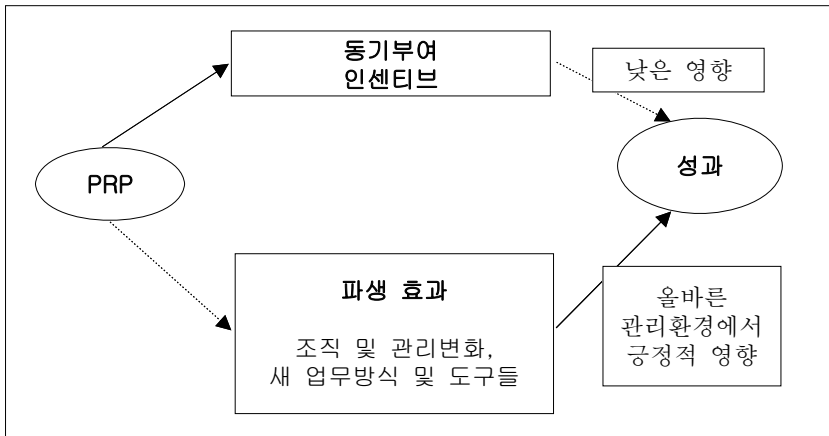 동기부여
인센티브
낮은 영향
PRP
성과
파생 효과
조직 및 관리변화,
새 업무방식 및 도구들
올바른
관리환경에서
긍정적 영향